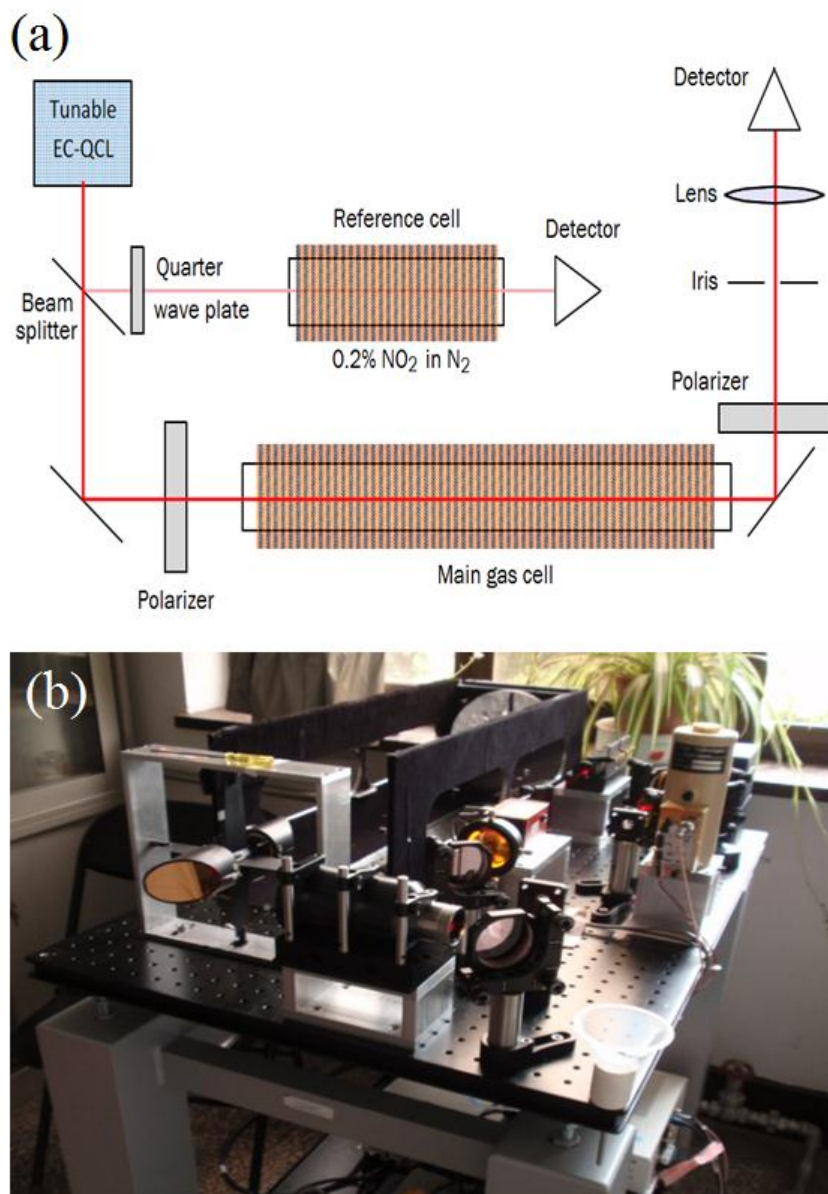 (a)
Tunable
EC-QCL
Detector
Lens
Reference cell
Detector
Quarter
wave plate
Iris
Beam
splitter
0.2% NO₂ in N₂
Polarizer
Main gas cell
Polarizer
(b)